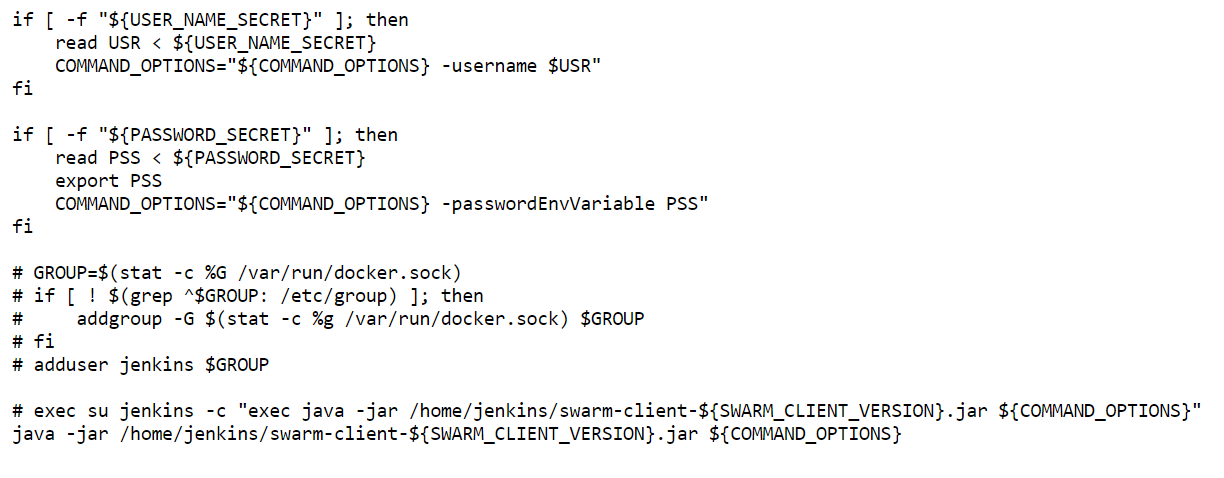 if [ -f "${USER_NAME_SECRET}" ]; then
    read USR < ${USER_NAME_SECRET}
    COMMAND_OPTIONS="${COMMAND_OPTIONS} -username $USR"
fi

if [ -f "${PASSWORD_SECRET}" ]; then
    read PSS < ${PASSWORD_SECRET}
    export PSS
    COMMAND_OPTIONS="${COMMAND_OPTIONS} -passwordEnvVariable PSS"
fi

# GROUP=$(stat -c %G /var/run/docker.sock)
# if [ ! $(grep ^$GROUP: /etc/group) ]; then
#     addgroup -G $(stat -c %g /var/run/docker.sock) $GROUP
# fi
# adduser jenkins $GROUP

# exec su jenkins -c "exec java -jar /home/jenkins/swarm-client-${SWARM_CLIENT_VERSION}.jar ${COMMAND_OPTIONS}"
java -jar /home/jenkins/swarm-client-${SWARM_CLIENT_VERSION}.jar ${COMMAND_OPTIONS}